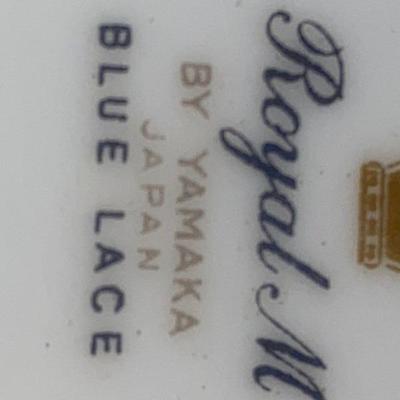 Royal M
BY YAMAKA
JAPAN
BLUE LACE